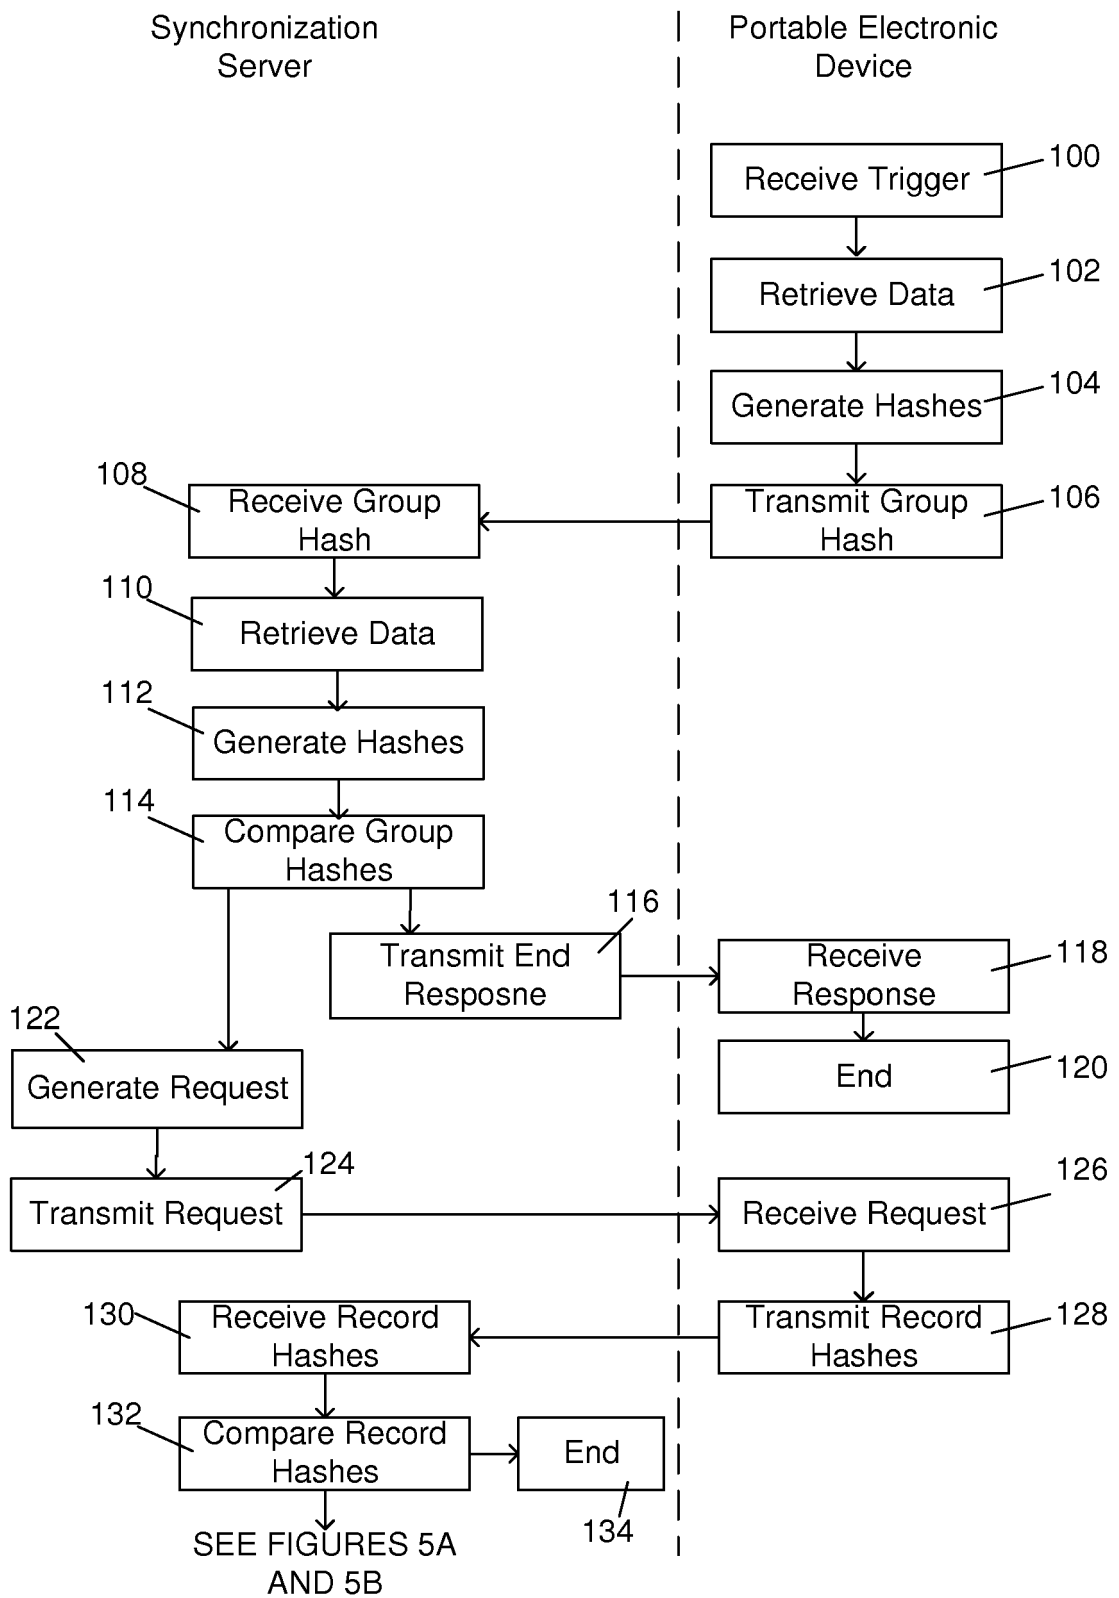 Synchronization
Server
Portable Electronic
Device
Receive Trigger
100
Retrieve Data
102
Generate Hashes
104
108
Receive Group
Hash
Transmit Group
Hash
106
110
Retrieve Data
112
Generate Hashes
114
Compare Group
Hashes
116
Transmit End
Resposne
Receive
Response
118
122
Generate Request
End
120
124
Transmit Request
Receive Request
126
130
Receive Record
Hashes
Transmit Record
Hashes
128
132
Compare Record
Hashes
End
134
SEE FIGURES 5A
AND 5B